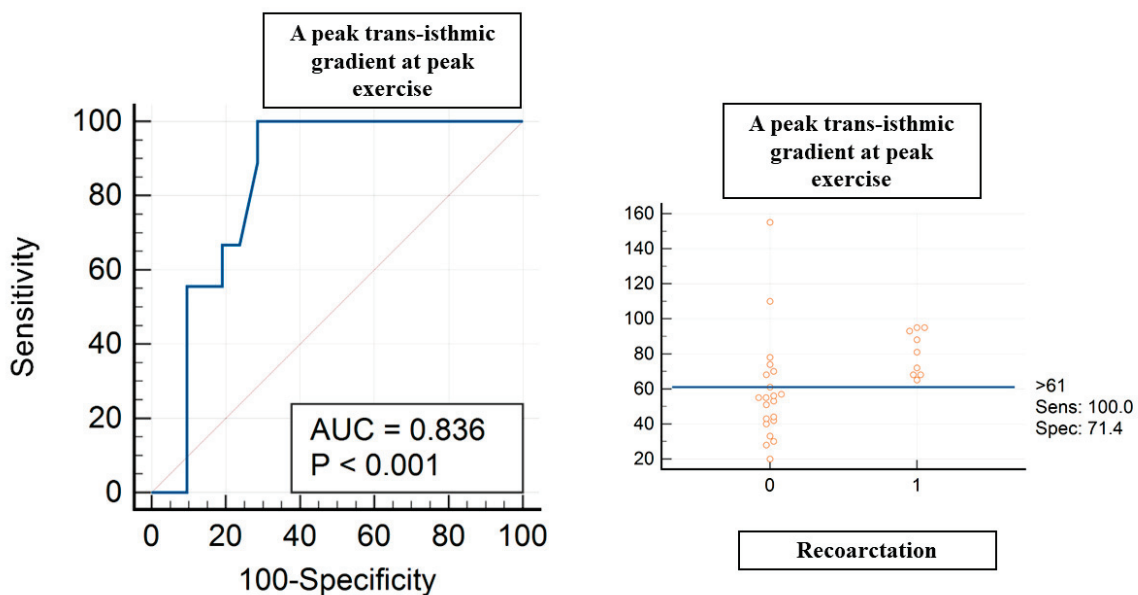 A peak trans-isthmic
gradient at peak
exercise
100
80
60
40
20
0
Sensitivity
AUC = 0.836
P < 0.001
0 20 40 60 80 100
100-Specificity
A peak trans-isthmic
gradient at peak
exercise
160
140
120
100
80
60
40
20
>61
Sens: 100.0
Spec: 71.4
0 1
Recoarctation